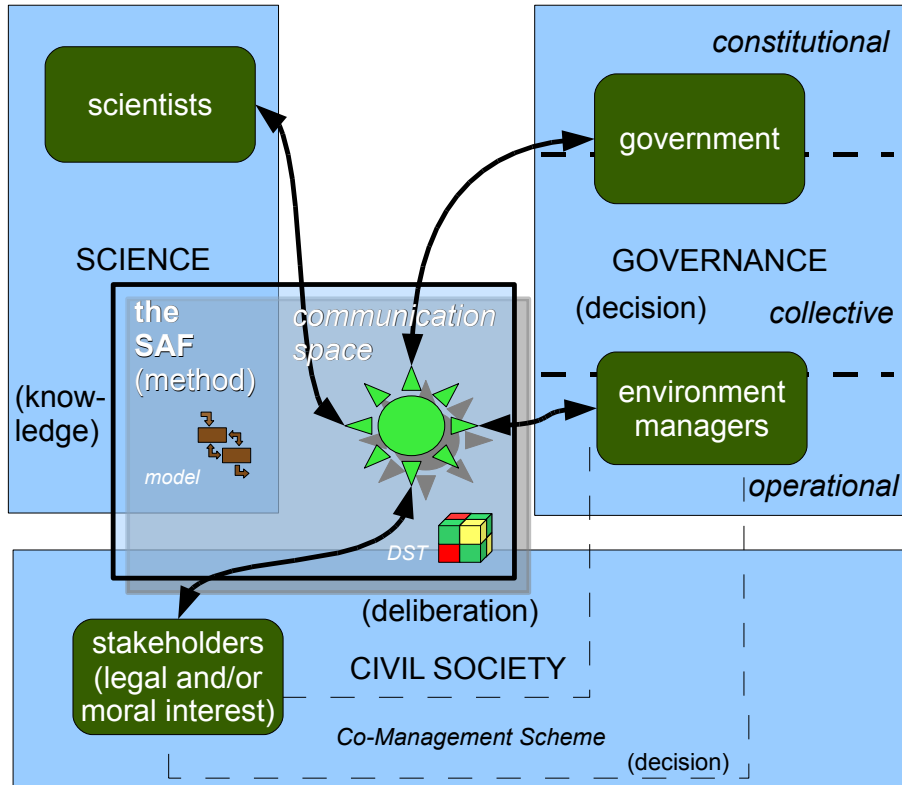 constitutional
scientists
government
SCIENCE
GOVERNANCE
(decision)
collective
the
SAF
(method)
communication
space
(know-
ledge)
model
environment
managers
operational
DST
(deliberation)
stakeholders
(legal and/or
moral interest)
CIVIL SOCIETY
Co-Management Scheme
(decision)